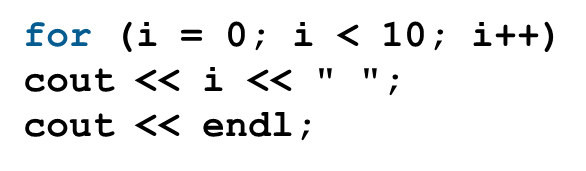 for (i = 0; i < 10; i++)
cout << i << " ";
cout << endl;